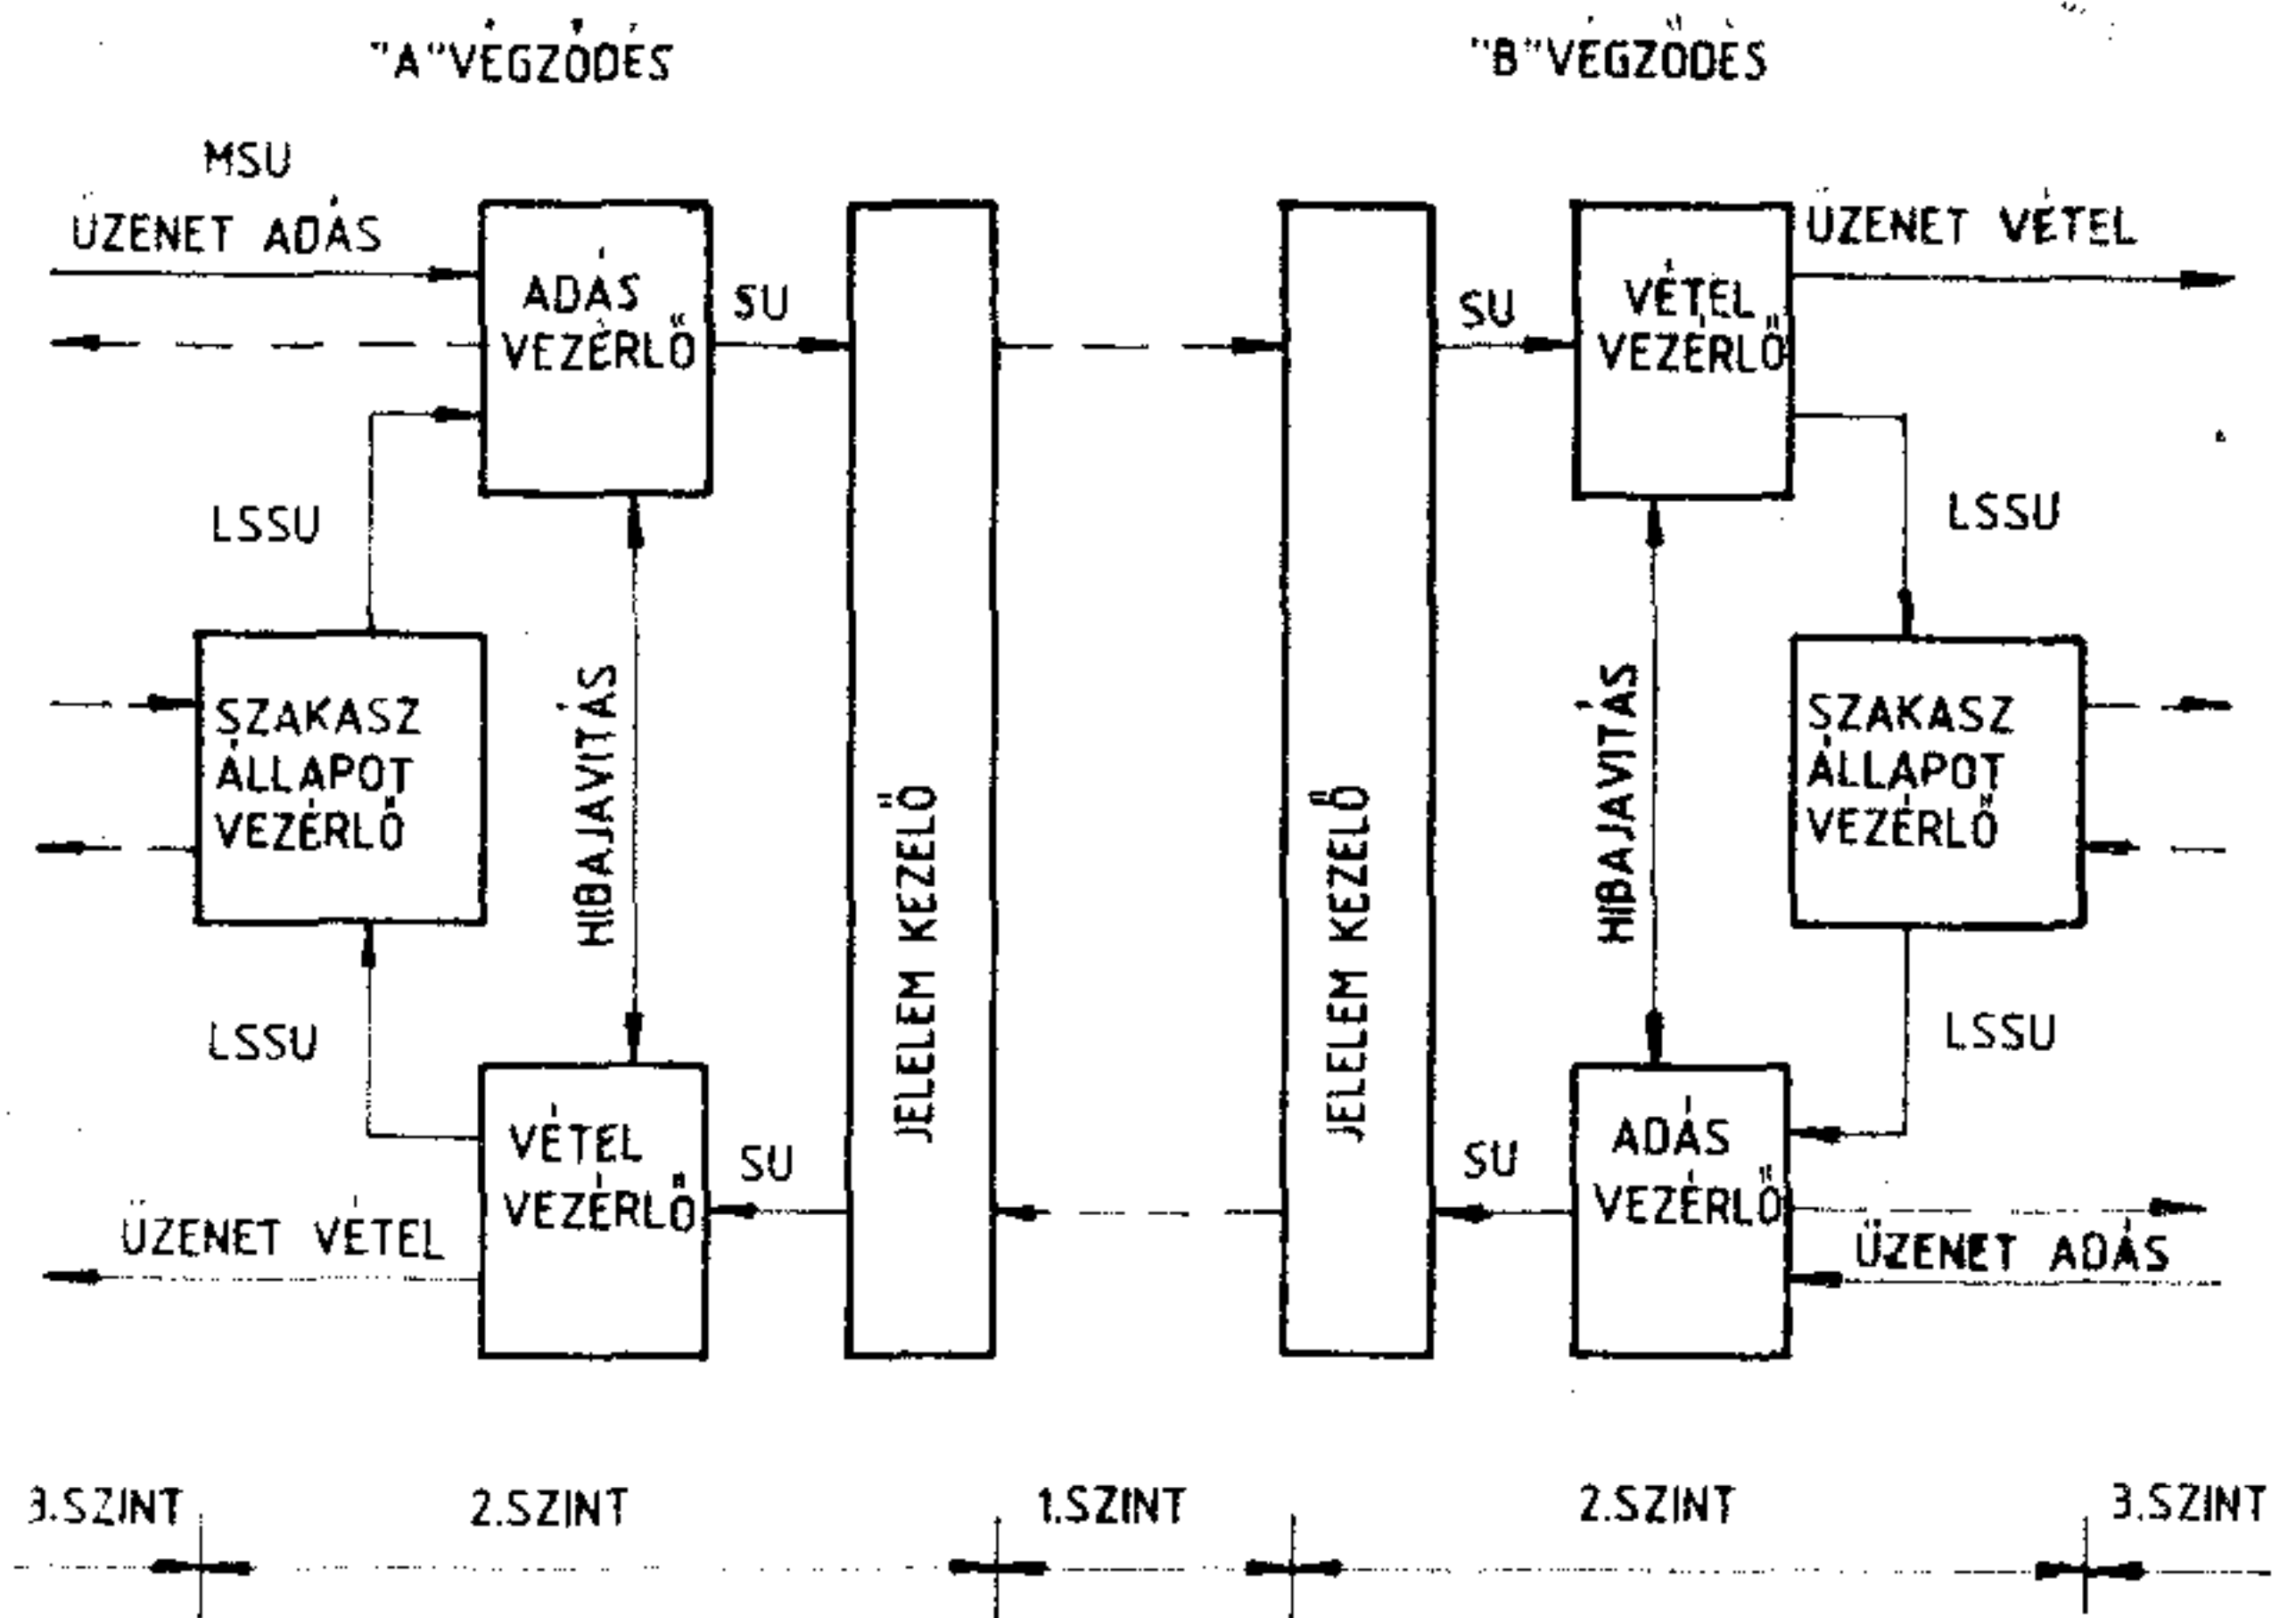 "A"VÉGZŐDÉS
"B"VÉGZŐDÉS
MSU
ÜZENET ADÁS
ADÁS
VEZÉRLŐ
SU
SU
VÉTEL
VEZÉRLŐ
ÜZENET VÉTEL
LSSU
LSSU
SZAKASZ
ÁLLAPOT
VEZÉRLŐ
HIBAJAVITÁS
JELELEM KEZELŐ
JELELEM KEZELŐ
HIBAJAVITÁS
SZAKASZ
ÁLLAPOT
VEZÉRLŐ
LSSU
LSSU
VÉTEL
VEZÉRLŐ
SU
SU
ADÁS
VEZÉRLŐ
ÜZENET VÉTEL
ÜZENET ADÁS
3.SZINT
2.SZINT
1.SZINT
2.SZINT
3.SZINT